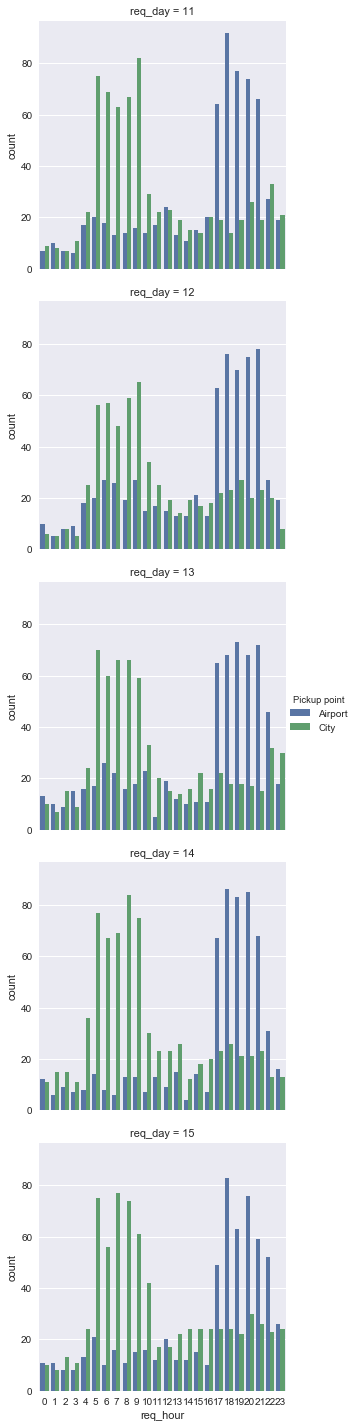 req_day = 11
80
60
40
20
0
count
req_day = 12
80
60
40
20
0
count
req_day = 13
80
60
40
20
0
count
Pickup point
Airport
City
req_day = 14
80
60
40
20
0
count
req_day = 15
80
60
40
20
0
count
0 1 2 3 4 5 6 7 8 9 10 11 12 13 14 15 16 17 18 19 20 21 22 23
req_hour